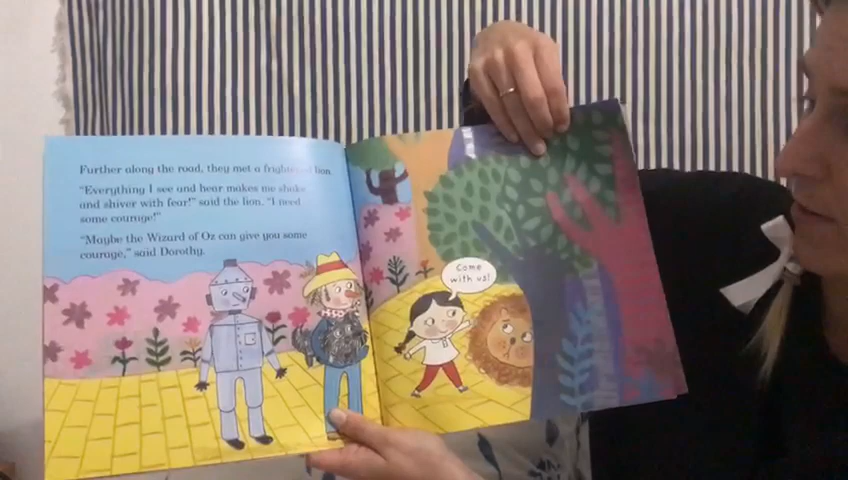 Further along the road, they met a frightened lion.
"Everything I see and hear makes me shake
and shiver with fear!" said the lion. "I need
some courage!"
"Maybe the Wizard of Oz can give you some
courage," said Dorothy.
Come
with us!